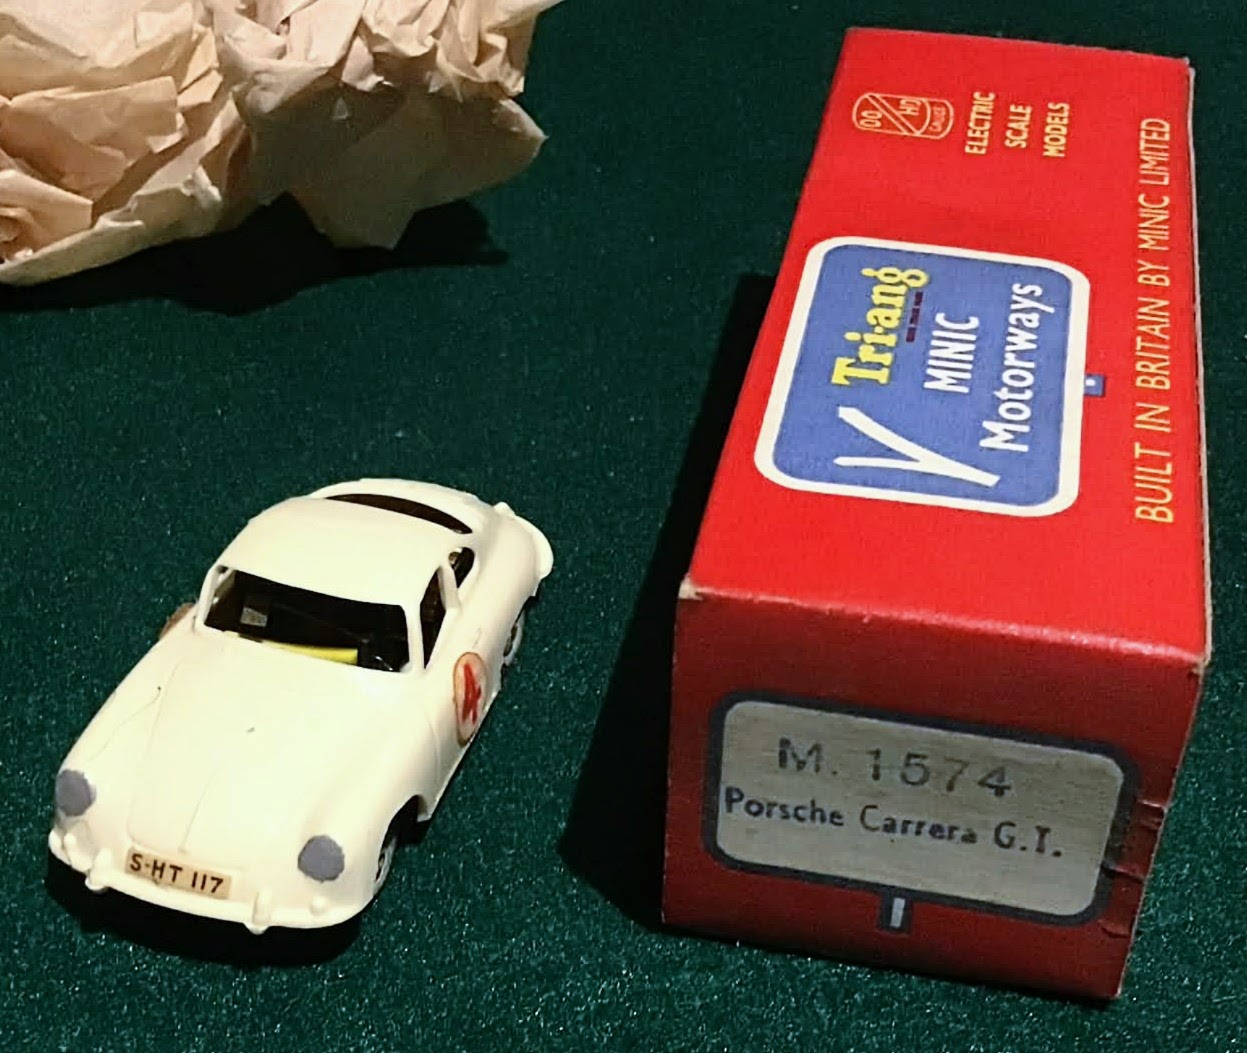 OO
HO
GAUGE
ELECTRIC
SCALE
MODELS
Tri-ang
MINIC
Motorways
BUILT IN BRITAIN BY MINIC LIMITED
M. 1574
Porsche Carrera G.T.
4
S-HT 117